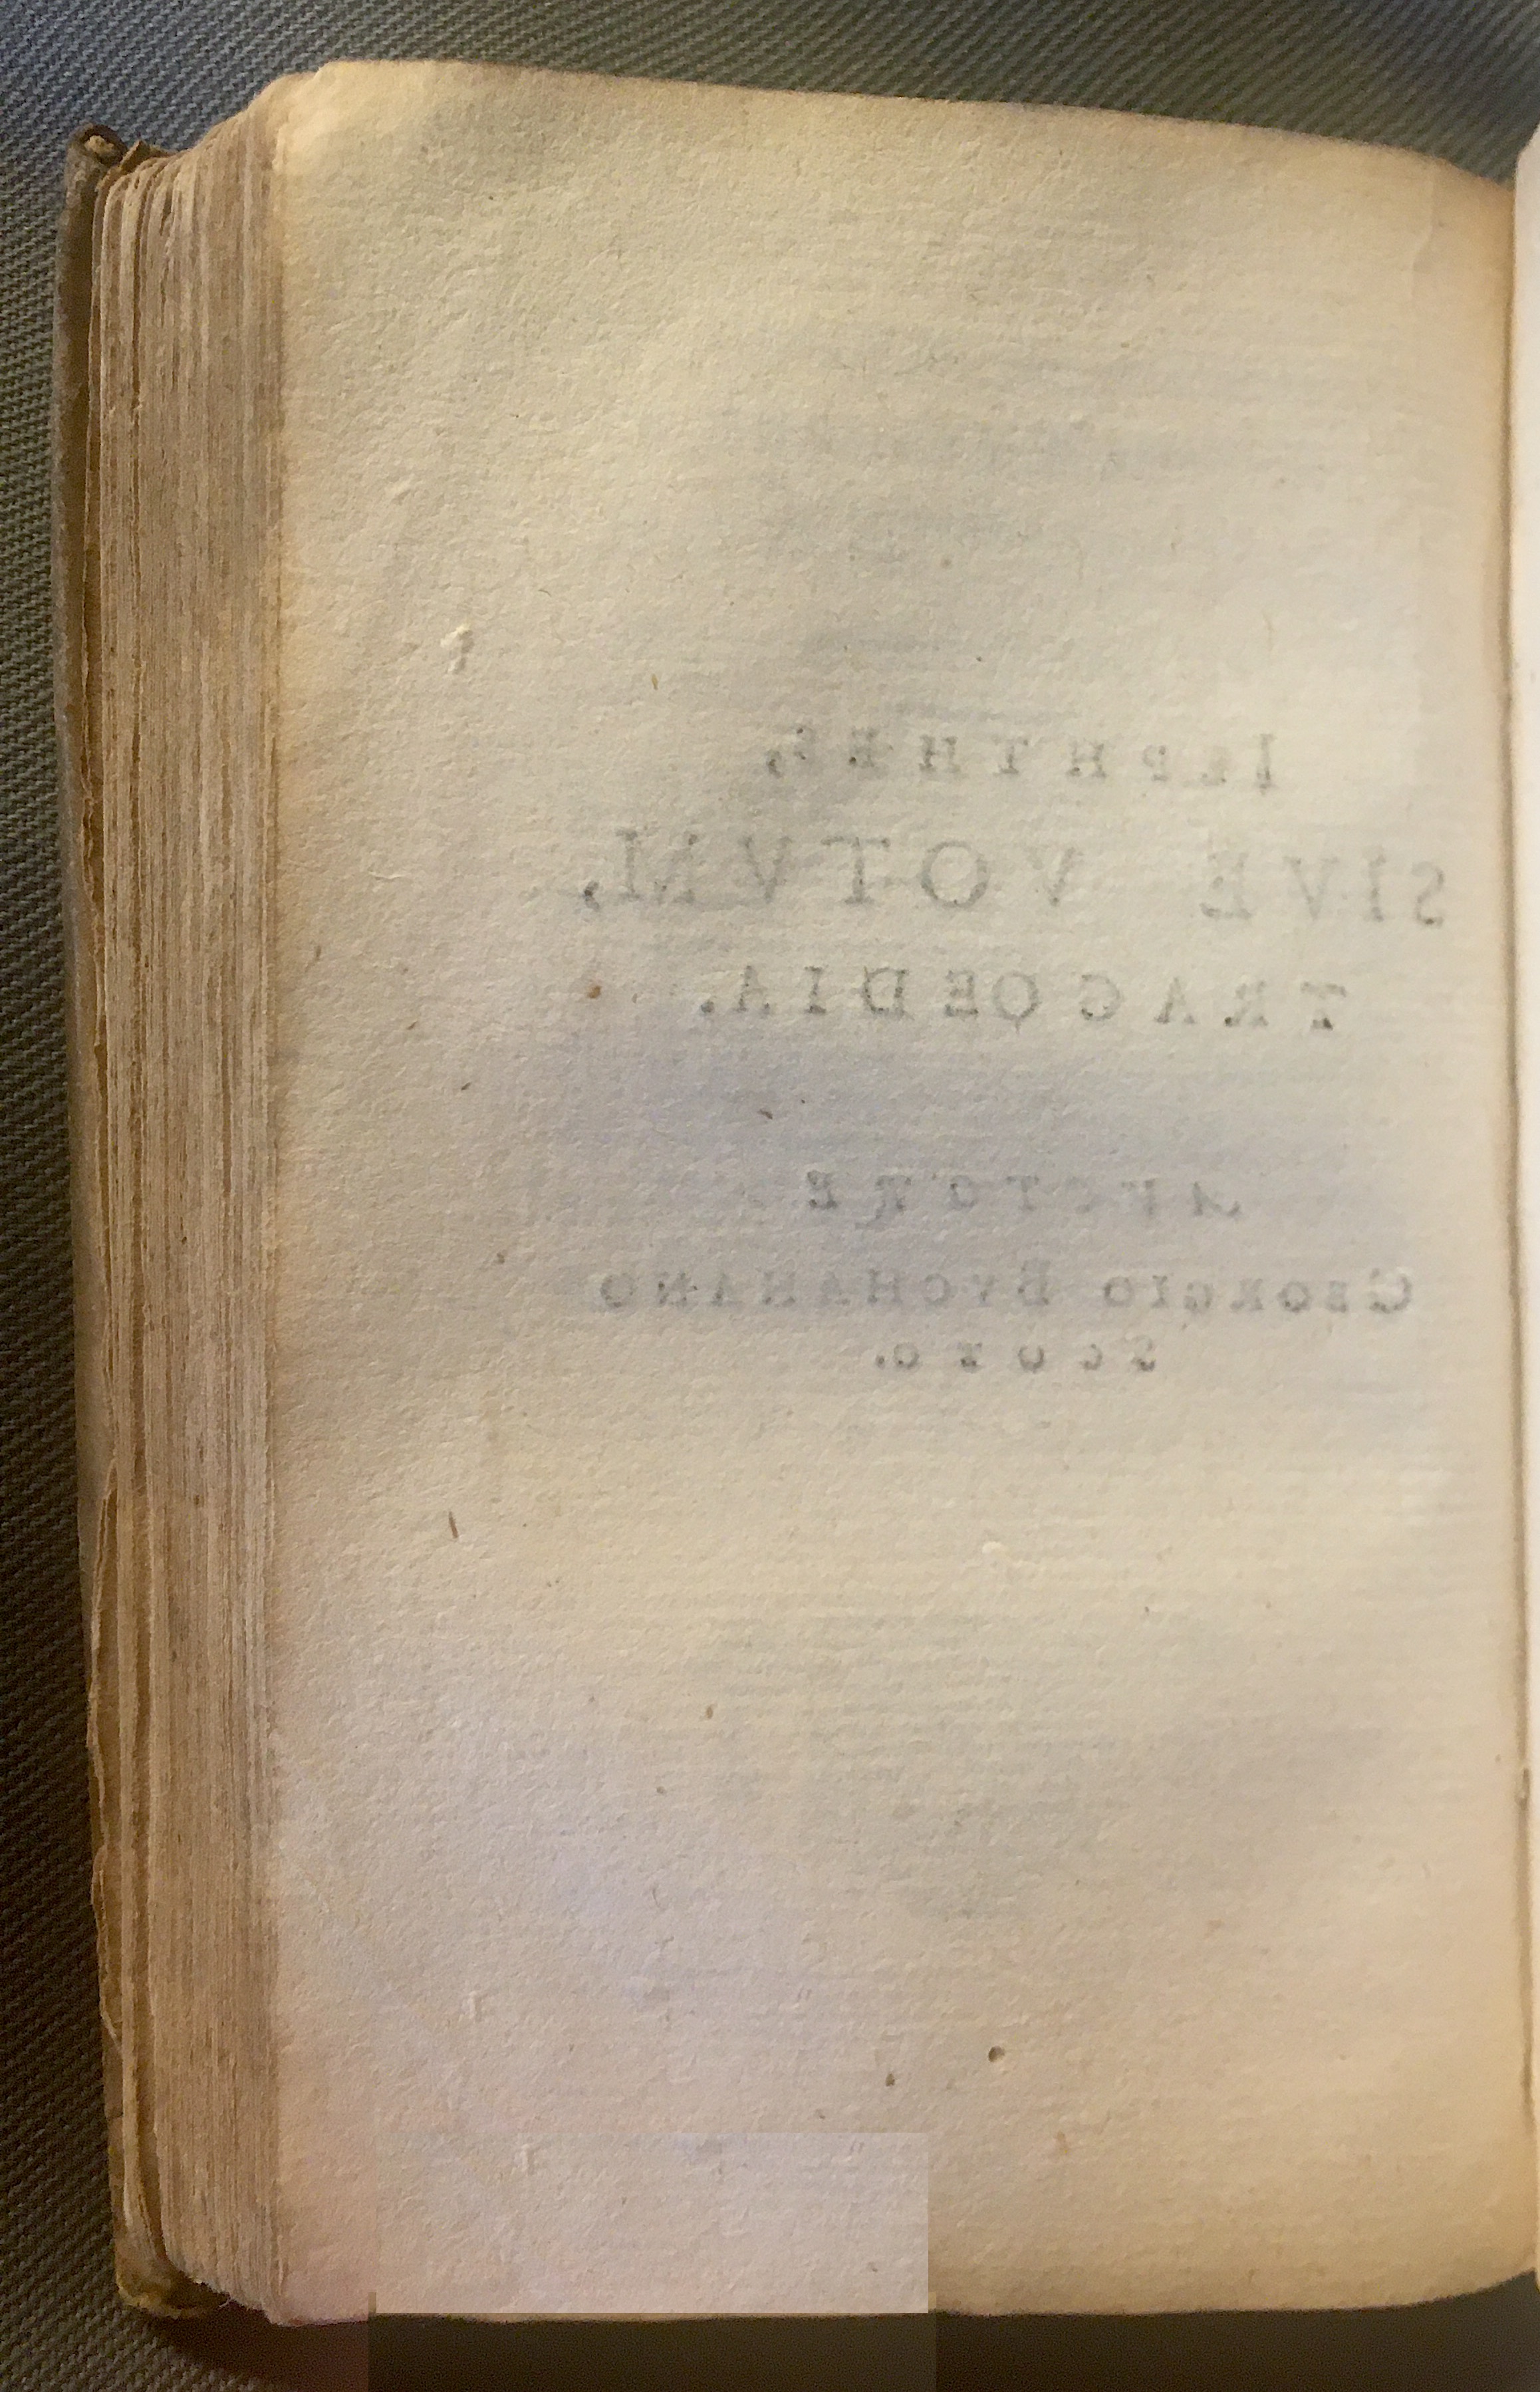 IEPHTHES,
SIVE VOTVM,
TRAGOEDIA.
AVCTORE
GEORGIO BVCHANANO
SCOTO.